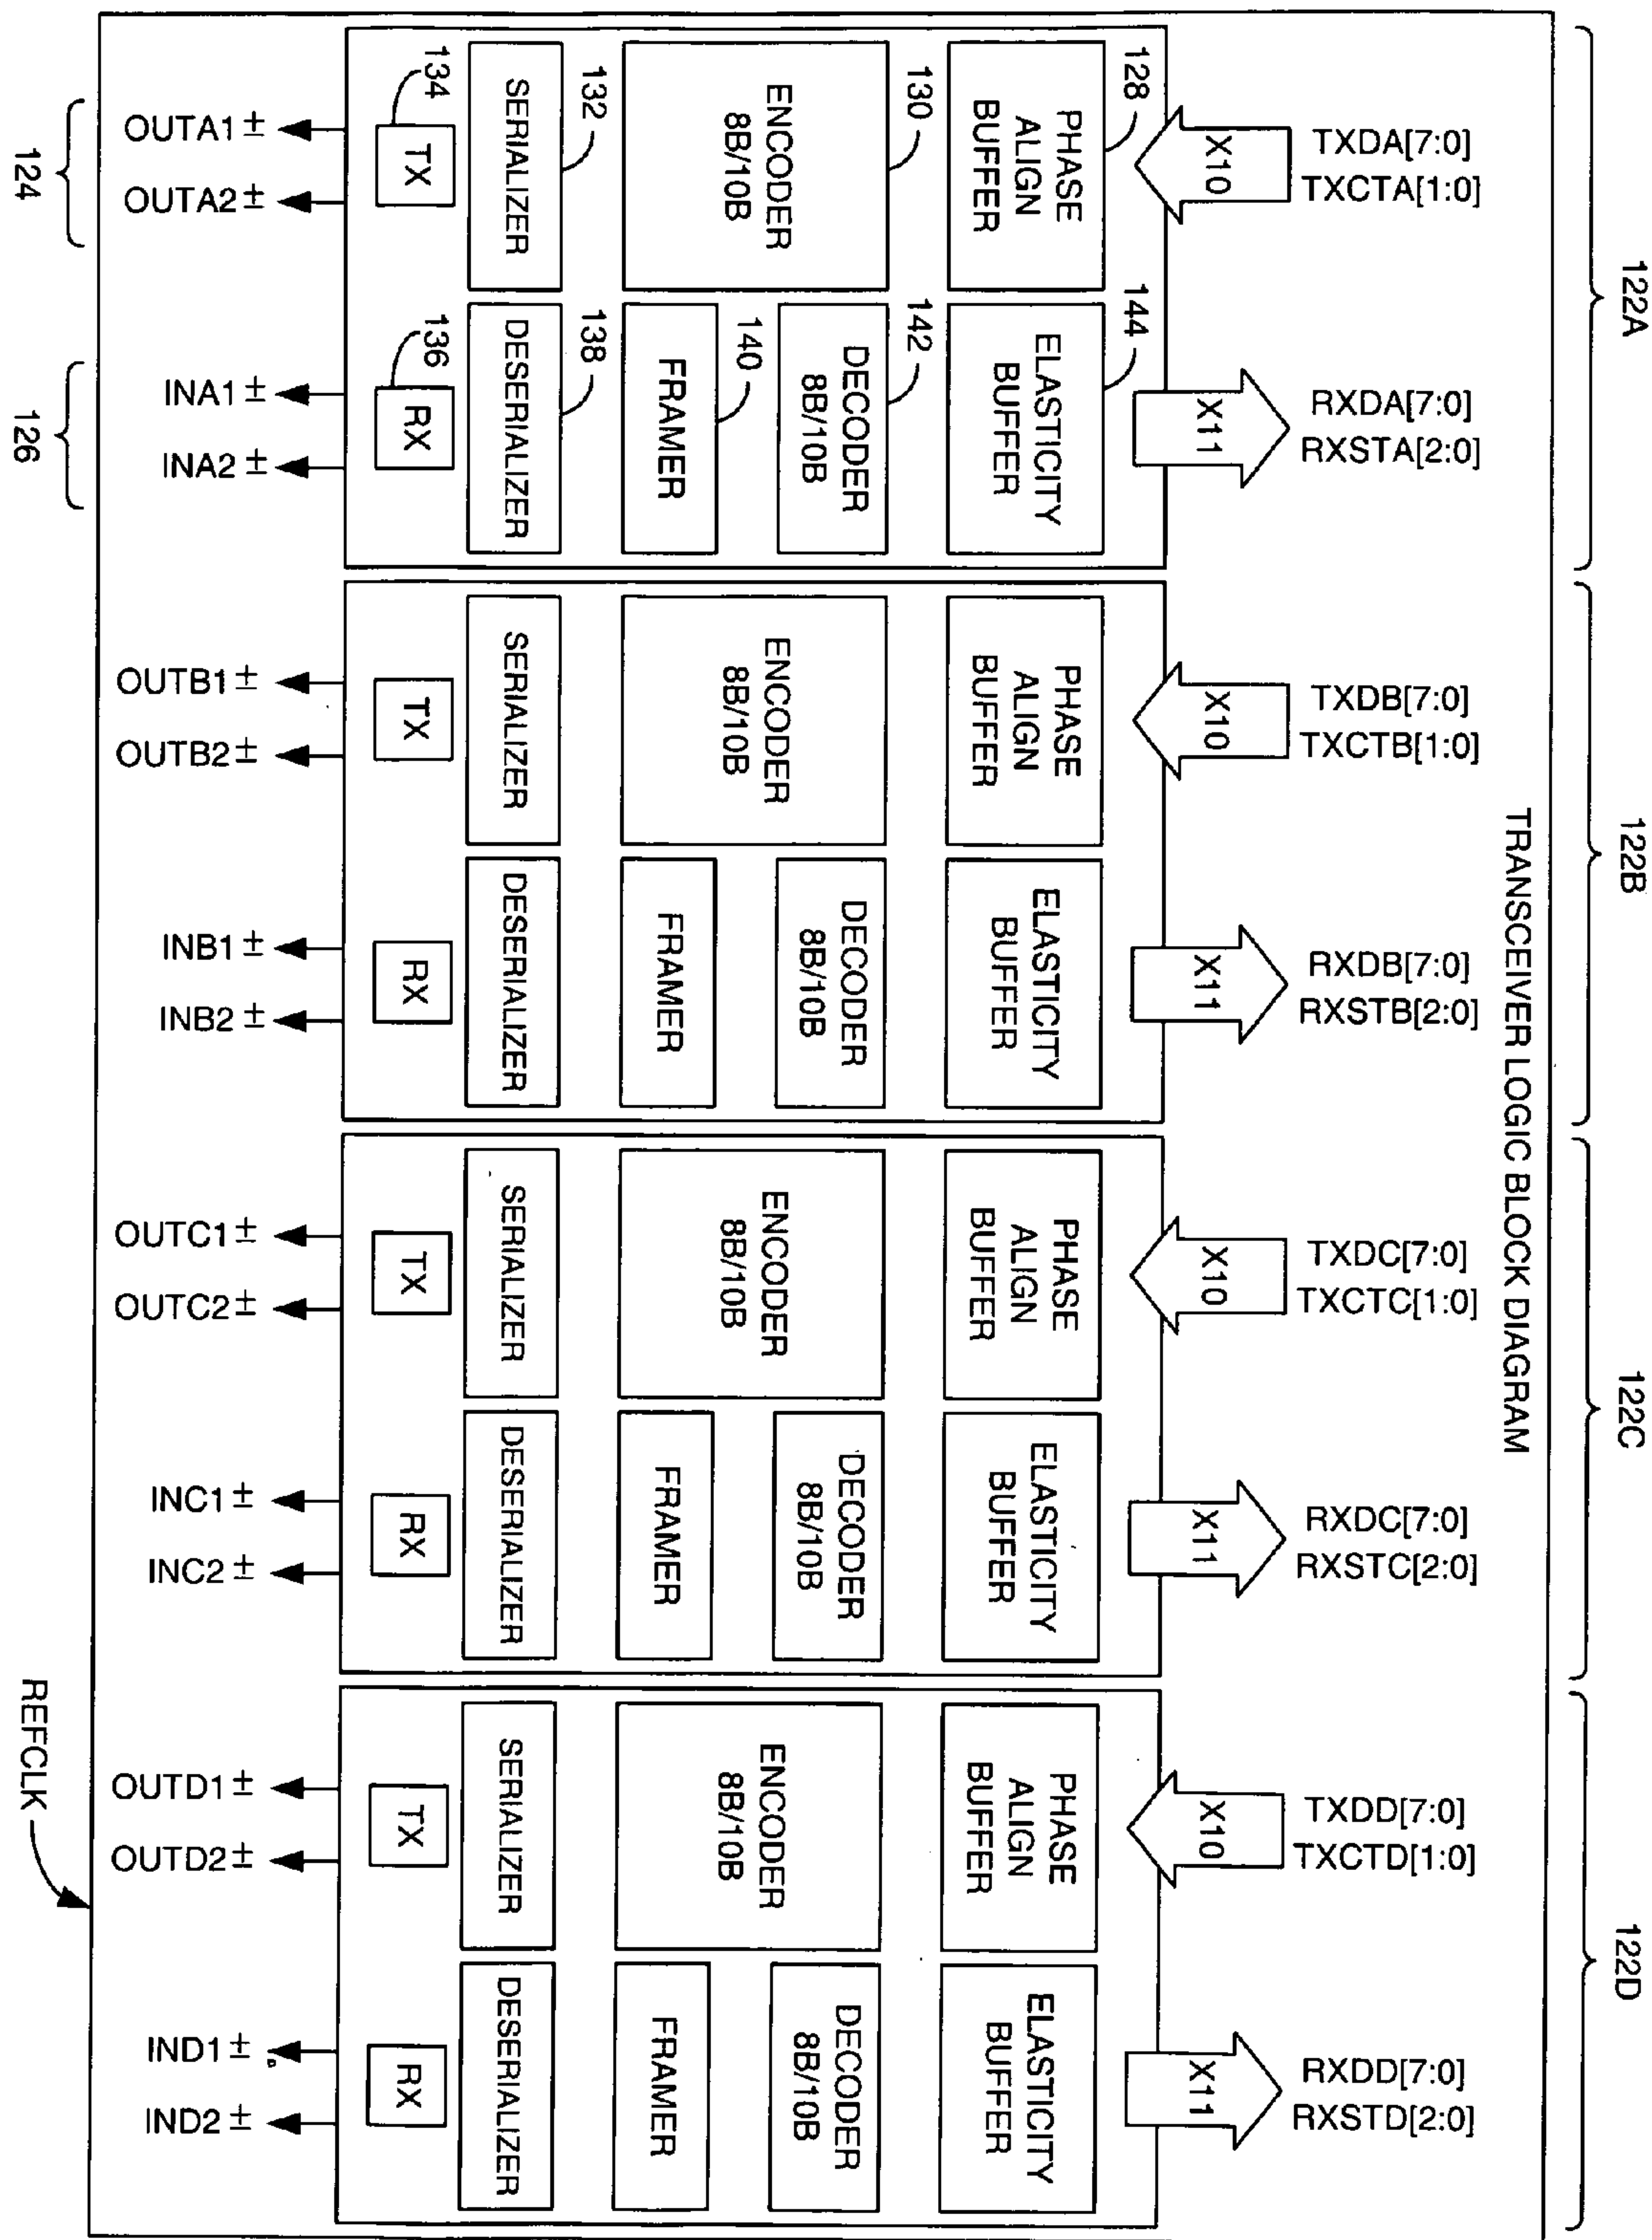 122A
122B
122C
122D
TRANSCEIVER LOGIC BLOCK DIAGRAM
TXDA[7:0]
TXCTA[1:0]
RXDA[7:0]
RXSTA[2:0]
TXDB[7:0]
TXCTB[1:0]
RXDB[7:0]
RXSTB[2:0]
TXDC[7:0]
TXCTC[1:0]
RXDC[7:0]
RXSTC[2:0]
TXDD[7:0]
TXCTD[1:0]
RXDD[7:0]
RXSTD[2:0]
X10
X11
X10
X11
X10
X11
X10
X11
128
144
PHASE
ALIGN
BUFFER
ELASTICITY
BUFFER
PHASE
ALIGN
BUFFER
ELASTICITY
BUFFER
PHASE
ALIGN
BUFFER
ELASTICITY
BUFFER
PHASE
ALIGN
BUFFER
ELASTICITY
BUFFER
130
142
ENCODER
8B/10B
DECODER
8B/10B
ENCODER
8B/10B
DECODER
8B/10B
ENCODER
8B/10B
DECODER
8B/10B
ENCODER
8B/10B
DECODER
8B/10B
140
FRAMER
FRAMER
FRAMER
FRAMER
132
138
SERIALIZER
DESERIALIZER
SERIALIZER
DESERIALIZER
SERIALIZER
DESERIALIZER
SERIALIZER
DESERIALIZER
134
136
TX
RX
TX
RX
TX
RX
TX
RX
OUTA1±
OUTA2±
INA1±
INA2±
OUTB1±
OUTB2±
INB1±
INB2±
OUTC1±
OUTC2±
INC1±
INC2±
OUTD1±
OUTD2±
IND1±
IND2±
124
126
REFCLK